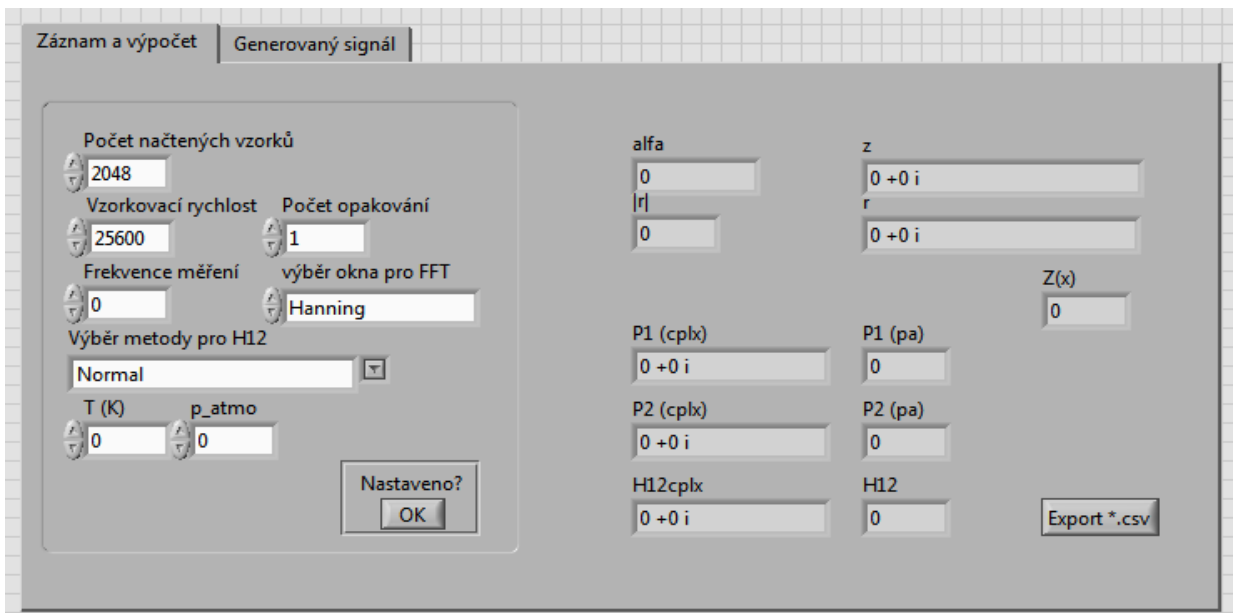 Záznam a výpočet
Generovaný signál
Počet načtených vzorků
2048
Vzorkovací rychlost
Počet opakování
25600
1
Frekvence měření
výběr okna pro FFT
0
Hanning
Výběr metody pro H12
Normal
T (K)
p_atmo
0
0
Nastaveno?
OK
alfa
z
0
0 +0 i
|r|
r
0
0 +0 i
Z(x)
0
P1 (cplx)
P1 (pa)
0 +0 i
0
P2 (cplx)
P2 (pa)
0 +0 i
0
H12cplx
H12
0 +0 i
0
Export *.csv